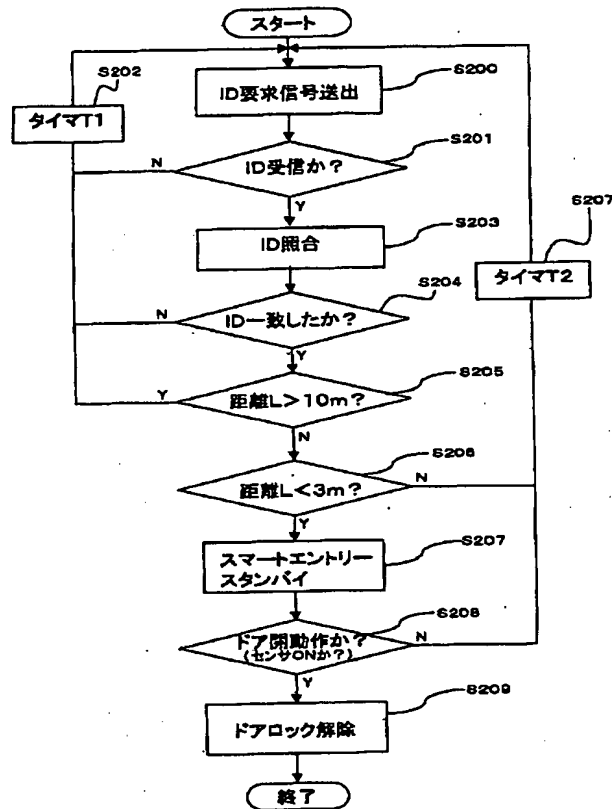 スタート
S202
ID要求信号送出
S200
タイマT1
ID受信か？
S201
N
Y
S207
ID照合
S203
タイマT2
ID一致したか？
S204
N
Y
距離L＞10m？
S205
Y
N
距離L＜3m？
S206
N
Y
スマートエントリー
スタンバイ
S207
ドア開動作か？
(センサONか？)
S208
N
Y
ドアロック解除
S209
終了